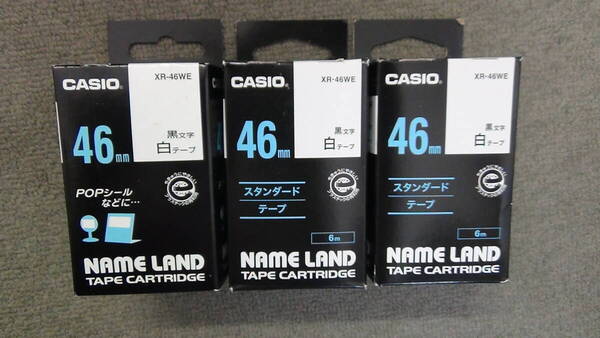 CASIO
XR-46WE
46mm
黒文字
白テープ
POPシール
などに…
e
NAME LAND
TAPE CARTRIDGE
CASIO
XR-46WE
46mm
黒文字
白テープ
スタンダード
テープ
e
6m
NAME LAND
TAPE CARTRIDGE
CASIO
XR-46WE
46mm
黒文字
白テープ
スタンダード
テープ
e
6m
NAME LAND
TAPE CARTRIDGE